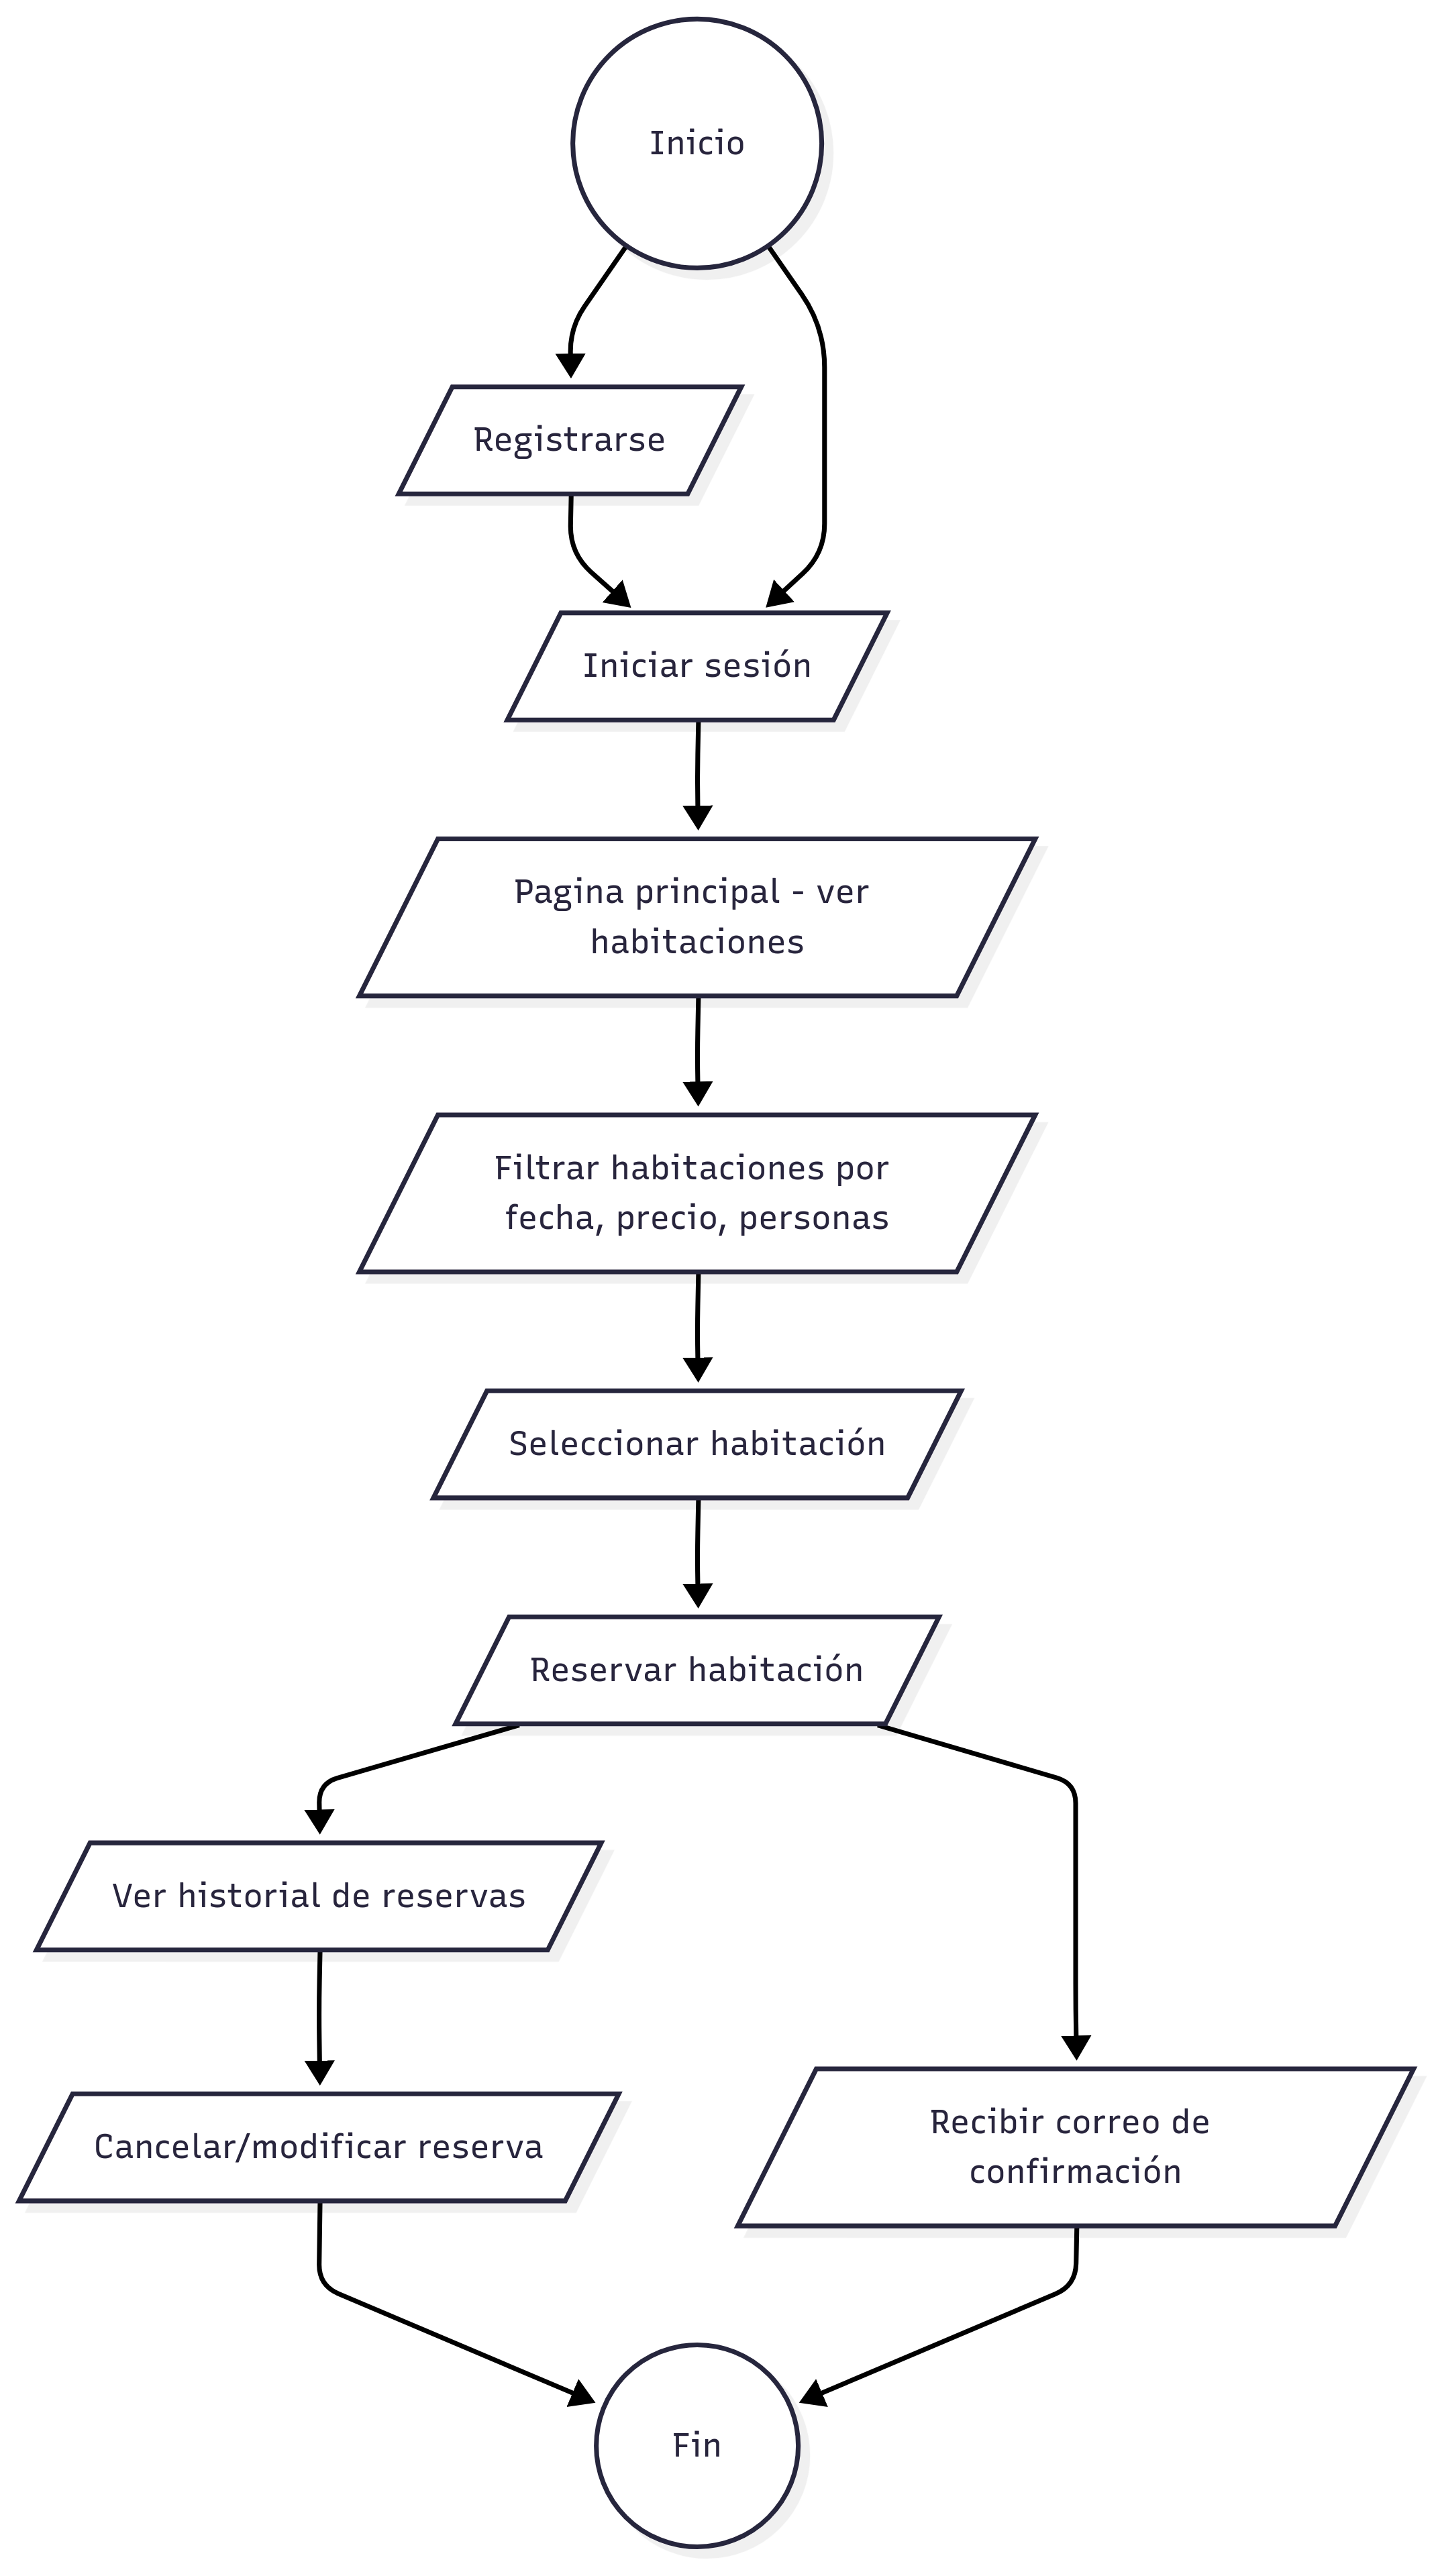 Inicio
Registrarse
Iniciar sesión
Pagina principal - ver
habitaciones
Filtrar habitaciones por
fecha, precio, personas
Seleccionar habitación
Reservar habitación
Ver historial de reservas
Cancelar/modificar reserva
Recibir correo de
confirmación
Fin